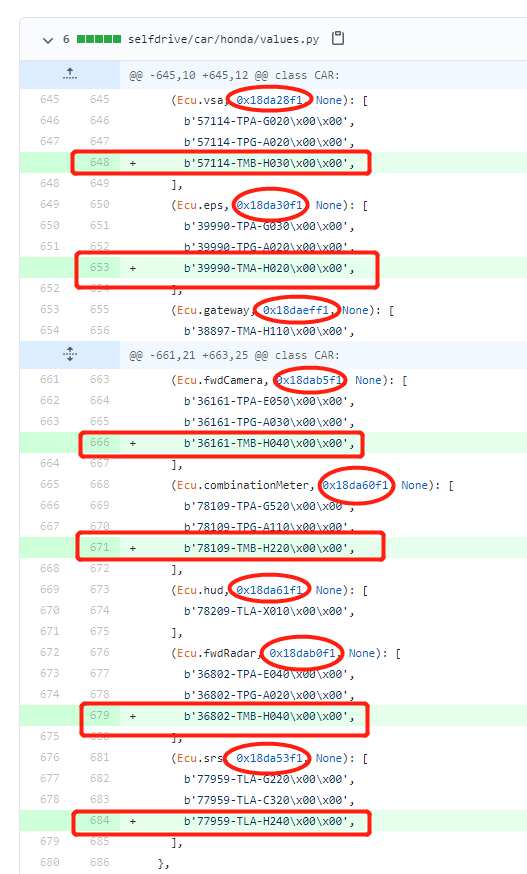 6 selfdrive/car/honda/values.py
@@ -645,10 +645,12 @@ class CAR:
645 645 (Ecu.vsa, 0x18da28f1, None): [
646 646 b'57114-TPA-G020\x00\x00',
647 647 b'57114-TPG-A020\x00\x00',
648 + b'57114-TMB-H030\x00\x00',
648 649 ],
649 650 (Ecu.eps, 0x18da30f1, None): [
650 651 b'39990-TPA-G030\x00\x00',
651 652 b'39990-TPG-A020\x00\x00',
653 + b'39990-TMA-H020\x00\x00',
652 654 ],
653 655 (Ecu.gateway, 0x18daeff1, None): [
654 656 b'38897-TMA-H110\x00\x00',
@@ -661,21 +663,25 @@ class CAR:
661 663 (Ecu.fwdCamera, 0x18dab5f1, None): [
662 664 b'36161-TPA-E050\x00\x00',
663 665 b'36161-TPG-A030\x00\x00',
666 + b'36161-TMB-H040\x00\x00',
664 667 ],
665 668 (Ecu.combinationMeter, 0x18da60f1, None): [
666 669 b'78109-TPA-G520\x00\x00',
667 670 b'78109-TPG-A110\x00\x00',
671 + b'78109-TMB-H220\x00\x00',
668 672 ],
669 673 (Ecu.hud, 0x18da61f1, None): [
670 674 b'78209-TLA-X010\x00\x00',
671 675 ],
672 676 (Ecu.fwdRadar, 0x18dab0f1, None): [
673 677 b'36802-TPA-E040\x00\x00',
674 678 b'36802-TPG-A020\x00\x00',
679 + b'36802-TMB-H040\x00\x00',
675 680 ],
676 681 (Ecu.srs, 0x18da53f1, None): [
677 682 b'77959-TLA-G220\x00\x00',
678 683 b'77959-TLA-C320\x00\x00',
684 + b'77959-TLA-H240\x00\x00',
679 685 ],
680 686 },